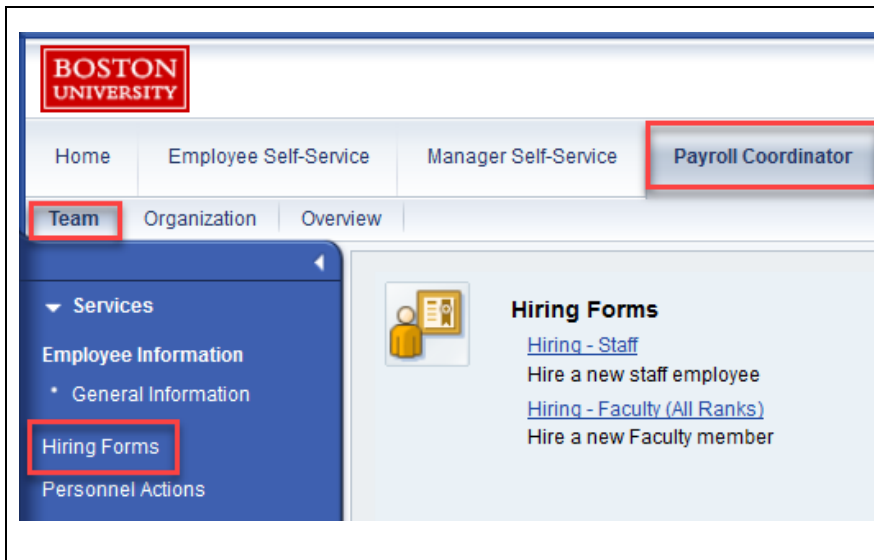 BOSTON
UNIVERSITY
Home Employee Self-Service Manager Self-Service Payroll Coordinator
Team Organization Overview
Services
Employee Information
General Information
Hiring Forms
Personnel Actions
Hiring Forms
Hiring - Staff
Hire a new staff employee
Hiring - Faculty (All Ranks)
Hire a new Faculty member